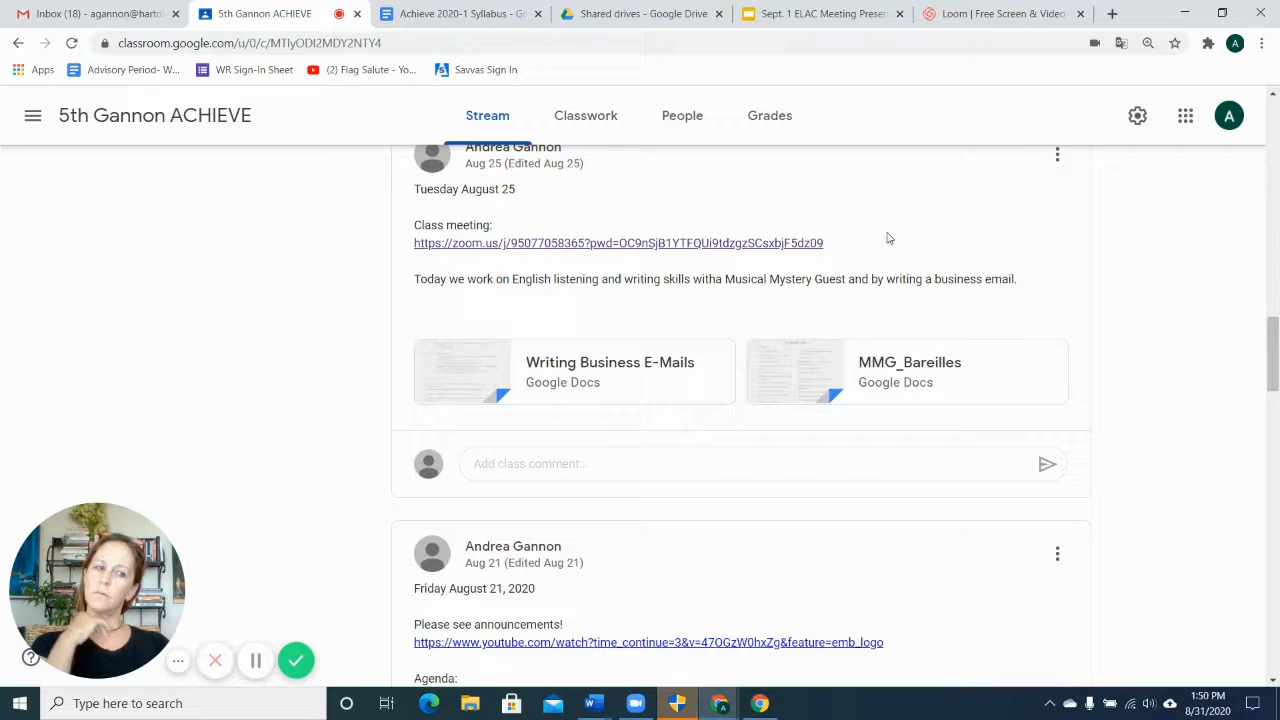 Inbox (18) - ahgannon@hard
5th Gannon ACHIEVE
Achieve 2020-1 Syllabus - Go
Shared drives - Google Drive
Sept. 1 ELAC Meeting Presen
Loom | Free Screen & Video
classroom.google.com/u/0/c/MTIyODI2MDY2NTY4
A
Apps
Advisory Period- W...
WR Sign-In Sheet
(2) Flag Salute - Yo...
Savvas Sign In
5th Gannon ACHIEVE
Stream
Classwork
People
Grades
A
Andrea Gannon
Aug 25 (Edited Aug 25)
Tuesday August 25
Class meeting:
https://zoom.us/j/95077058365?pwd=OC9nSjB1YTFQUi9tdzgzSCsxbjF5dz09
Today we work on English listening and writing skills witha Musical Mystery Guest and by writing a business email.
Writing Business E-Mails
Google Docs
MMG_Bareilles
Google Docs
Add class comment...
Andrea Gannon
Aug 21 (Edited Aug 21)
Friday August 21, 2020
Please see announcements!
https://www.youtube.com/watch?time_continue=3&v=47OGzW0hxZg&feature=emb_logo
Agenda:
Type here to search
1:50 PM
8/31/2020